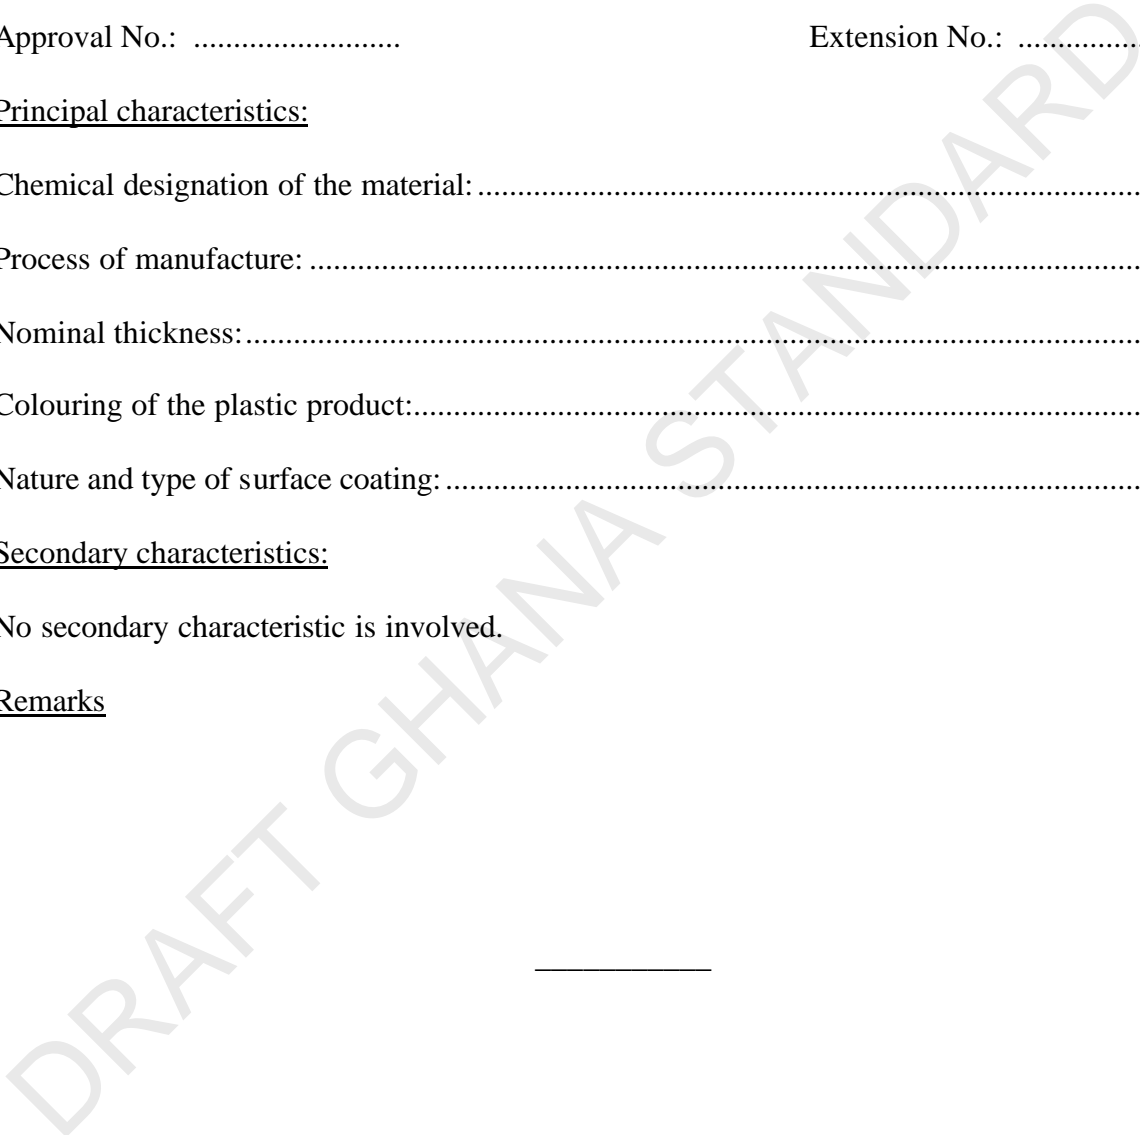 Approval No.: ..........................	Extension No.: ...............
Principal characteristics:
Chemical designation of the material: ...................................................................................
Process of manufacture: ........................................................................................................
Nominal thickness: ................................................................................................................
Colouring of the plastic product: ...........................................................................................
Nature and type of surface coating: .......................................................................................
Secondary characteristics:
No secondary characteristic is involved.
Remarks
DRAFT GHANA STANDARD